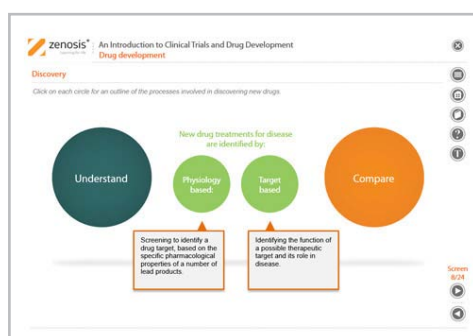 zenosis
An Introduction to Clinical Trials and Drug Development
Drug development
Discovery
Click on each circle for an outline of the processes involved in discovering new drugs.
New drug treatments for disease
are identified by:
Understand
Physiology
based:
Target
based
Compare
Screening to identify a
drug target, based on the
specific pharmacological
properties of a number of
lead products.
Identifying the function of
a possible therapeutic
target and its role in
disease.
?
T
Screen
8/24